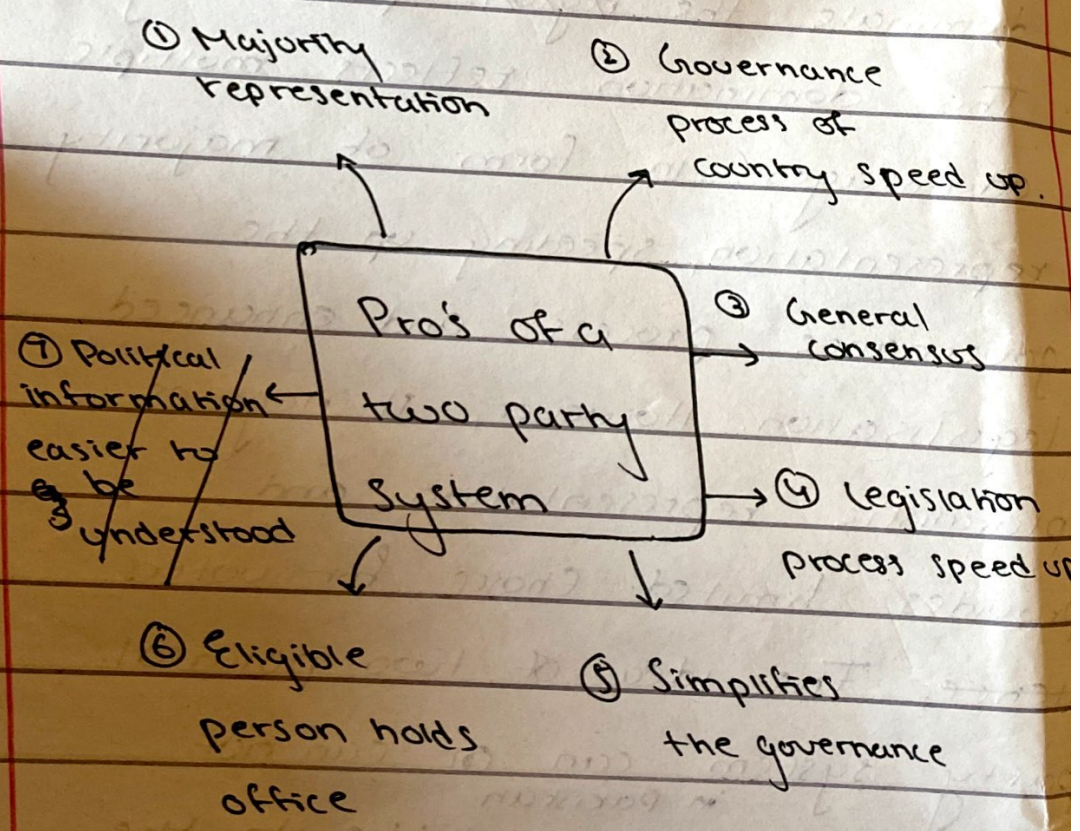 ① Majority
representation
② Governance
process of
country speed up.
Pro's of a
two party
system
③ General
consensus
④ Legislation
process speed up
⑤ Simplifies
the governance
⑥ Eligible
person holds
office
⑦ Political
information
easier to
be
understood